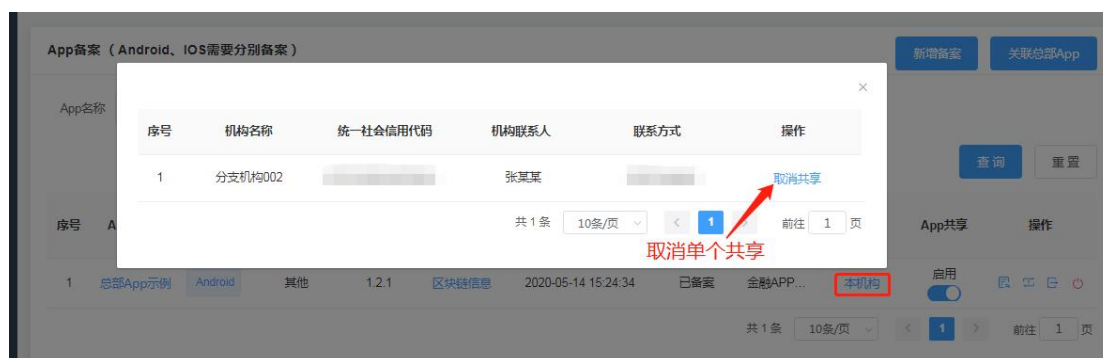 App备案（Android、IOS需要分别备案）
新增备案 关联总部App
App名称
序号 机构名称 统一社会信用代码 机构联系人 联系方式 操作
1 分支机构002 张某某 取消共享
共 1 条 10条/页 1 前往 1 页
取消单个共享
查询 重置
序号 A App共享 操作
1 总部App示例 Android 其他 1.2.1 区块链信息 2020-05-14 15:24:34 已备案 金融APP... 本机构 启用
共 1 条 10条/页 1 前往 1 页